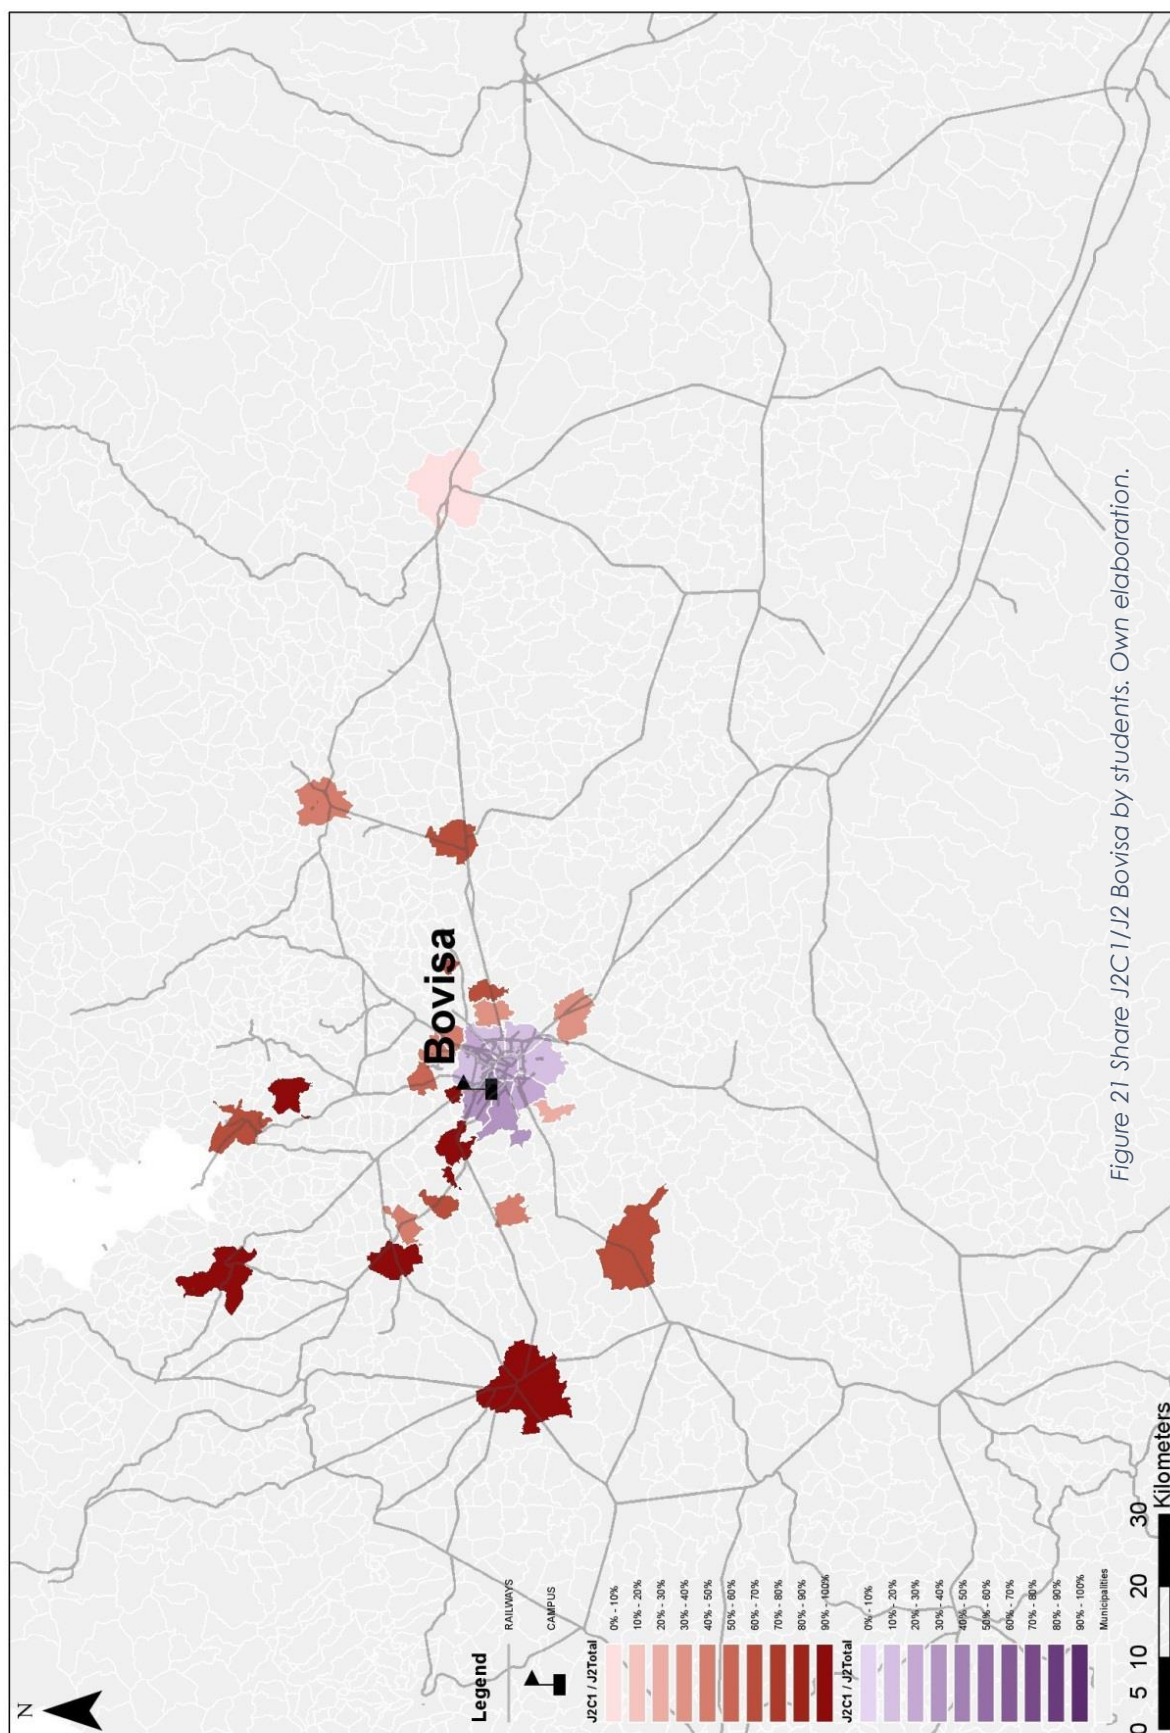 N
Bovisa
Legend
RAILWAYS
CAMPUS
J2C1 / J2Total
0% - 10%
10% - 20%
20% - 30%
30% - 40%
40% - 50%
50% - 60%
60% - 70%
70% - 80%
80% - 90%
90% - 100%
J2C1 / J2Total
0% - 10%
10% - 20%
20% - 30%
30% - 40%
40% - 50%
50% - 60%
60% - 70%
70% - 80%
80% - 90%
90% - 100%
Municipalities
0 5 10 20 30
Kilometers
Figure 21 Share J2C1/J2 Bovisa by students. Own elaboration.